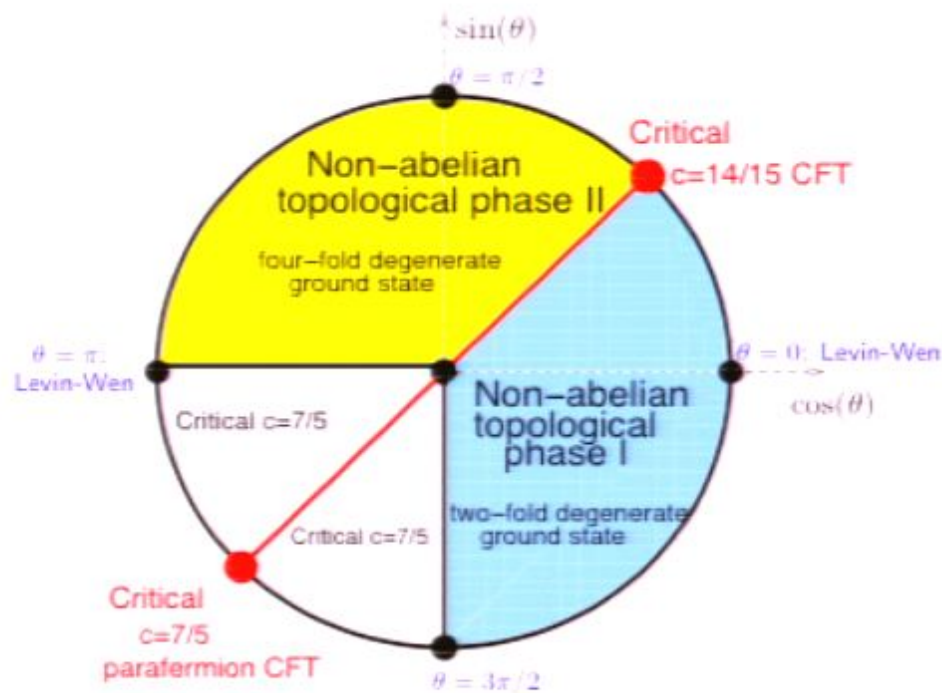 sin(θ)
θ = π/2
Critical
c=14/15 CFT
Non-abelian
topological phase II
four-fold degenerate
ground state
θ = π:
Levin-Wen
θ = 0: Levin-Wen
cos(θ)
Critical c=7/5
Non-abelian
topological
phase I
Critical c=7/5
two-fold degenerate
ground state
Critical
c=7/5
parafermion CFT
θ = 3π/2